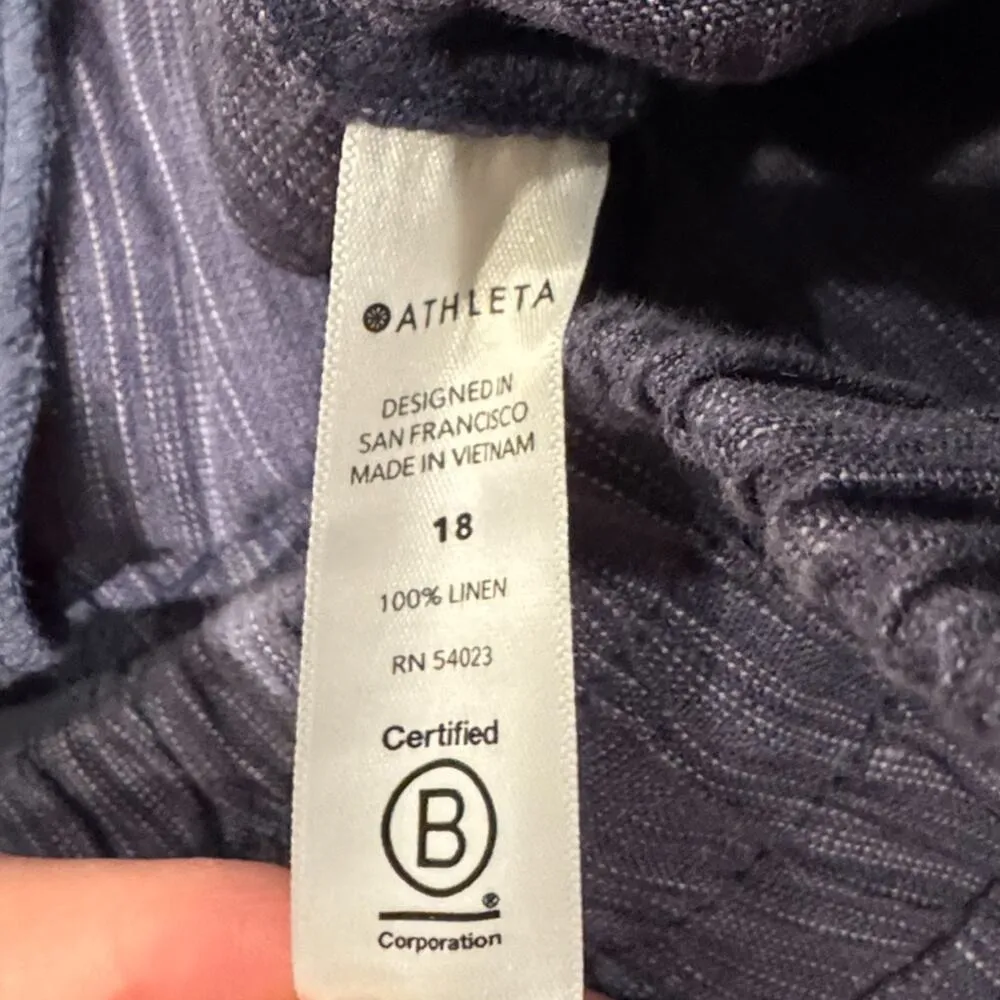 ATHLETA
DESIGNED IN
SAN FRANCISCO
MADE IN VIETNAM
18
100% LINEN
RN 54023
Certified
B
®
Corporation